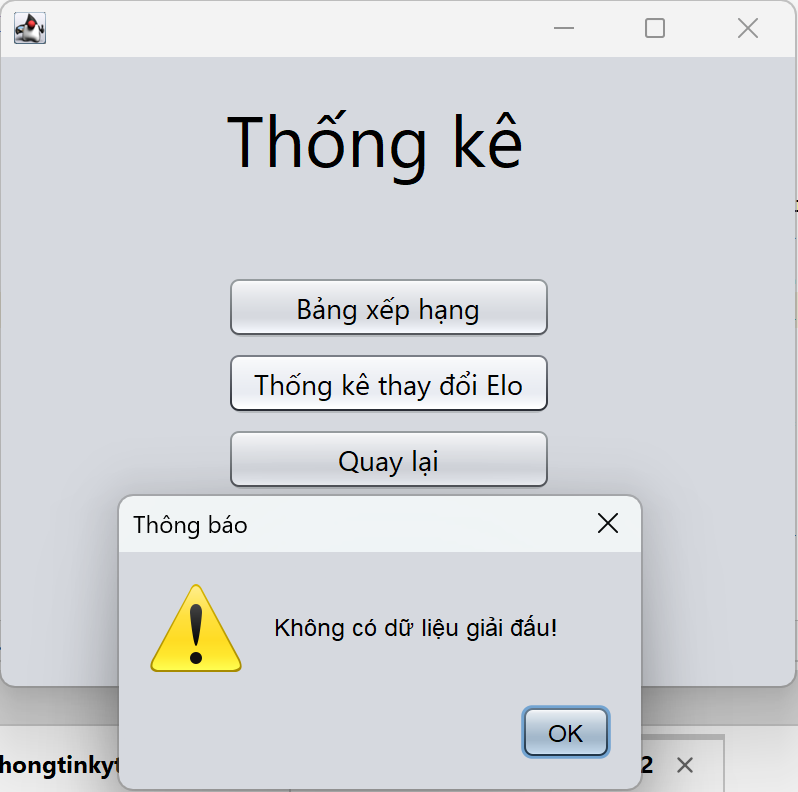 Thống kê
Bảng xếp hạng
Thống kê thay đổi Elo
Quay lại
Thông báo
Không có dữ liệu giải đấu!
OK
2